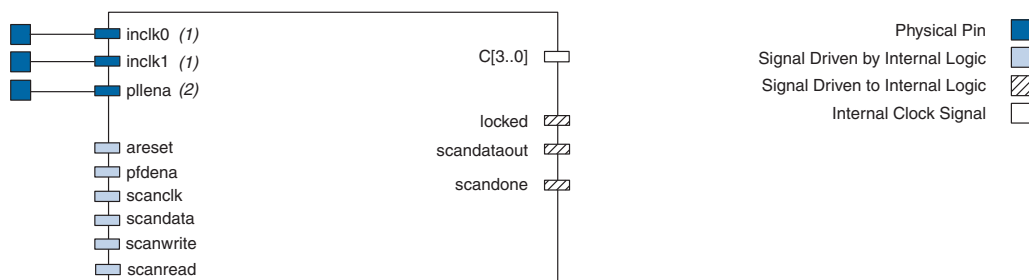 inclk0 (1)
inclk1 (1)
pllena (2)
areset
pfdena
scanclk
scandata
scanwrite
scanread
C[3..0]
locked
scandataout
scandone
Physical Pin
Signal Driven by Internal Logic
Signal Driven to Internal Logic
Internal Clock Signal